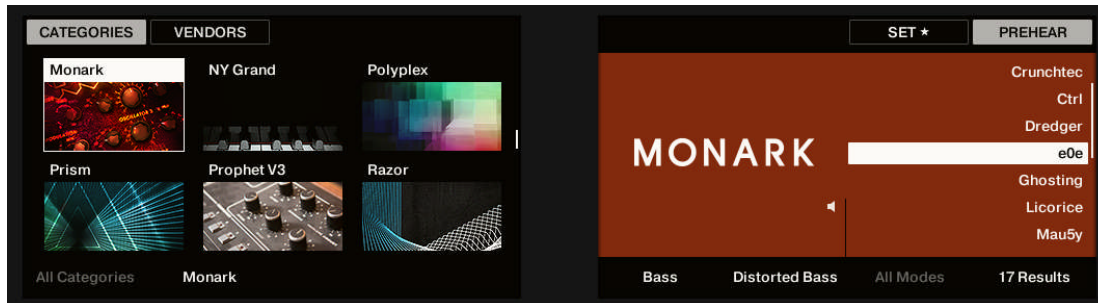 CATEGORIES VENDORS
Monark NY Grand Polyplex
OSCILLATORS
Prism Prophet V3 Razor
All Categories Monark
SET ★ PREHEAR
Crunchtec
Ctrl
Dredger
MONARK
e0e
Ghosting
Licorice
Mau5y
Bass Distorted Bass All Modes 17 Results